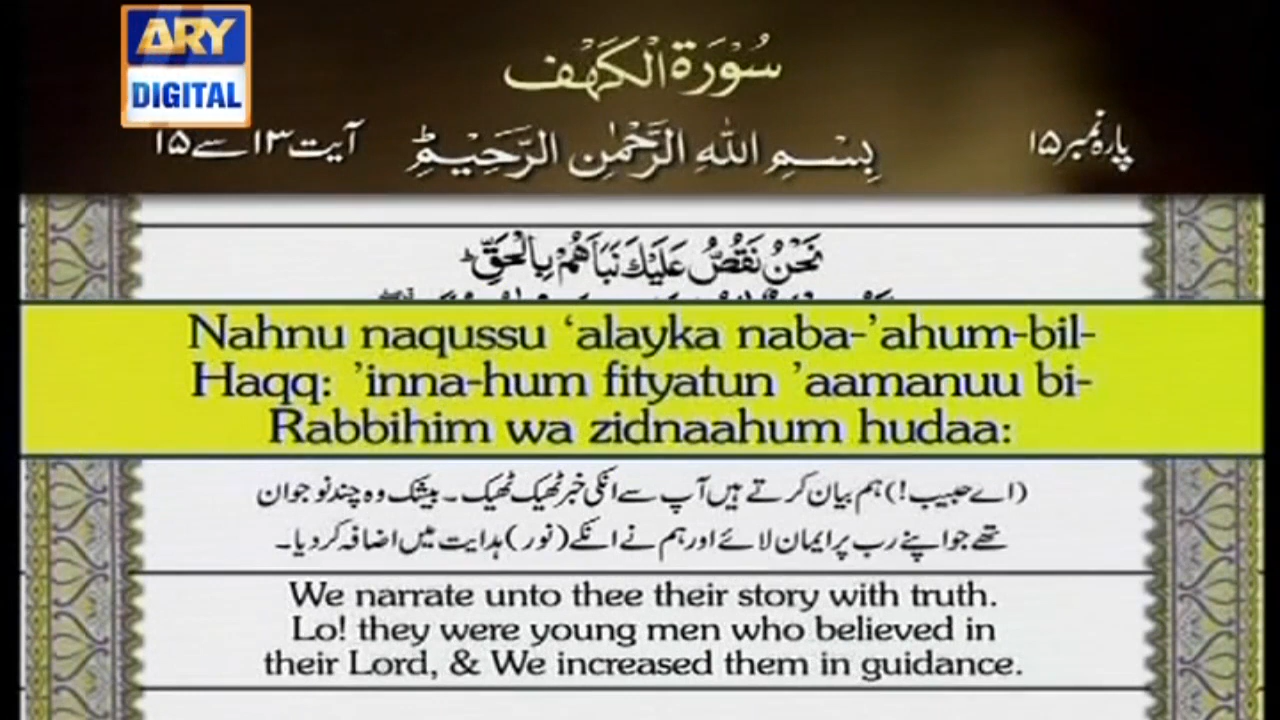 ARY
DIGITAL
سُوْرَةُ الْكَهْف
پارہ نمبر ۱۵
بِسْمِ اللهِ الرَّحْمٰنِ الرَّحِيْمِ ؕ
آیت ۱۳ سے ۱۵
نَحْنُ نَقُصُّ عَلَيْكَ نَبَاَهُمْ بِالْحَقِّ ؕ
Nahnu naqussu ‘alayka naba-’ahum-bil-
Haqq: ’inna-hum fityatun ’aamanuu bi-
Rabbihim wa zidnaahum hudaa:
(اے حبیب!) ہم بیان کرتے ہیں آپ سے انکی خبر ٹھیک ٹھیک ۔ بیشک وہ چند نوجوان
تھے جو اپنے رب پر ایمان لائے اور ہم نے انکے (نور) ہدایت میں اضافہ کر دیا ۔
We narrate unto thee their story with truth.
Lo! they were young men who believed in
their Lord, & We increased them in guidance.